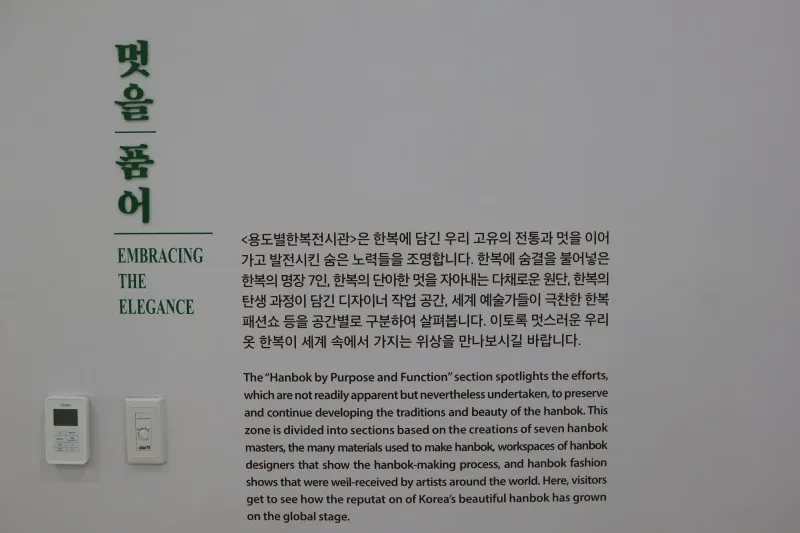 멋을
품어
EMBRACING
THE
ELEGANCE
<용도별한복전시관>은 한복에 담긴 우리 고유의 전통과 멋을 이어
가고 발전시킨 숨은 노력들을 조명합니다. 한복에 숨결을 불어넣은
한복의 명장 7인, 한복의 단아한 멋을 자아내는 다채로운 원단, 한복의
탄생 과정이 담긴 디자이너 작업 공간, 세계 예술가들이 극찬한 한복
패션쇼 등을 공간별로 구분하여 살펴봅니다. 이토록 멋스러운 우리
옷 한복이 세계 속에서 가지는 위상을 만나보시길 바랍니다.
The “Hanbok by Purpose and Function” section spotlights the efforts,
which are not readily apparent but nevertheless undertaken, to preserve
and continue developing the traditions and beauty of the hanbok. This
zone is divided into sections based on the creations of seven hanbok
masters, the many materials used to make hanbok, workspaces of hanbok
designers that show the hanbok-making process, and hanbok fashion
shows that were weil-received by artists around the world. Here, visitors
get to see how the reputat on of Korea’s beautiful hanbok has grown
on the global stage.